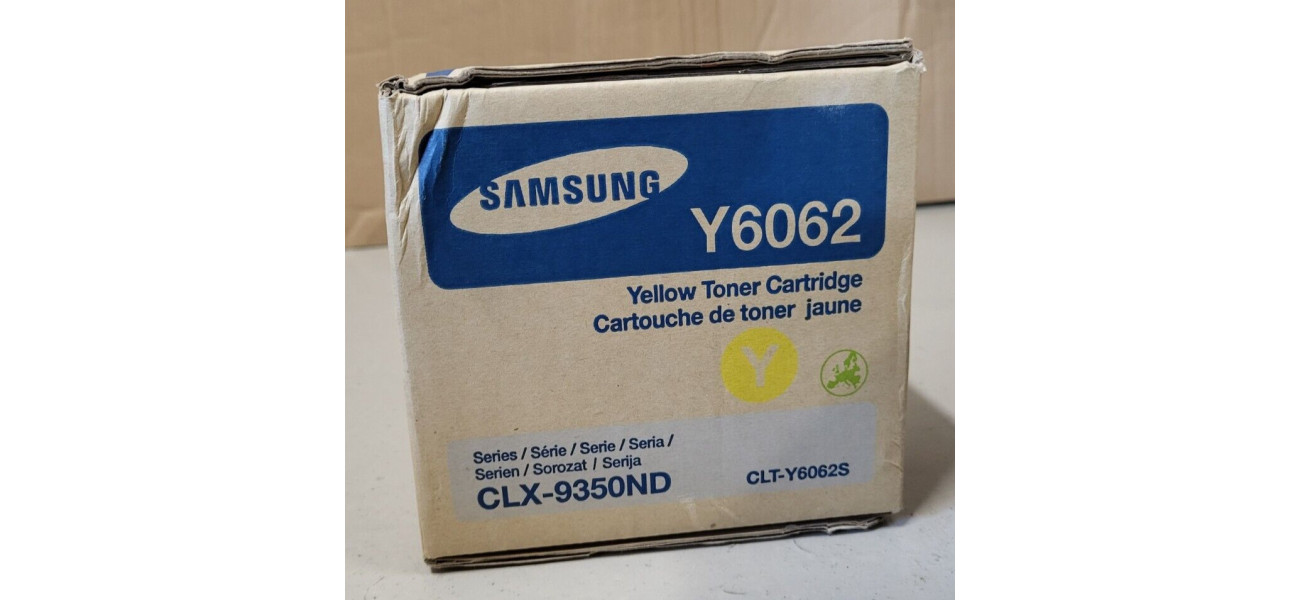 SAMSUNG
Y6062
Yellow Toner Cartridge
Cartouche de toner jaune
Y
Series / Série / Serie / Seria /
Serien / Sorozat / Serija
CLX-9350ND
CLT-Y6062S